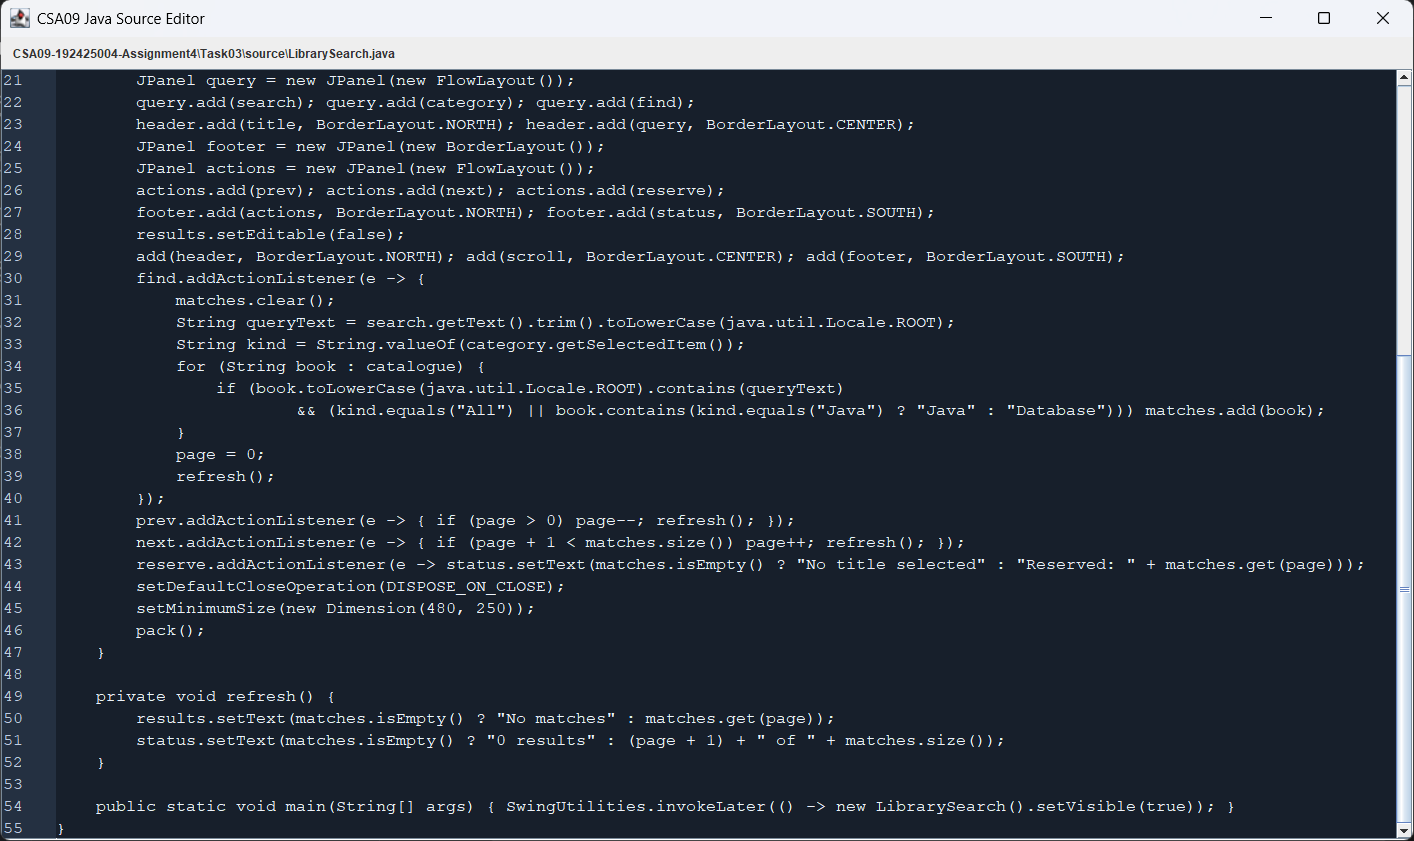 CSA09 Java Source Editor
CSA09-192425004-Assignment4\Task03\source\LibrarySearch.java
21         JPanel query = new JPanel(new FlowLayout());
22         query.add(search); query.add(category); query.add(find);
23         header.add(title, BorderLayout.NORTH); header.add(query, BorderLayout.CENTER);
24         JPanel footer = new JPanel(new BorderLayout());
25         JPanel actions = new JPanel(new FlowLayout());
26         actions.add(prev); actions.add(next); actions.add(reserve);
27         footer.add(actions, BorderLayout.NORTH); footer.add(status, BorderLayout.SOUTH);
28         results.setEditable(false);
29         add(header, BorderLayout.NORTH); add(scroll, BorderLayout.CENTER); add(footer, BorderLayout.SOUTH);
30         find.addActionListener(e -> {
31             matches.clear();
32             String queryText = search.getText().trim().toLowerCase(java.util.Locale.ROOT);
33             String kind = String.valueOf(category.getSelectedItem());
34             for (String book : catalogue) {
35                 if (book.toLowerCase(java.util.Locale.ROOT).contains(queryText)
36                         && (kind.equals("All") || book.contains(kind.equals("Java") ? "Java" : "Database"))) matches.add(book);
37             }
38             page = 0;
39             refresh();
40         });
41         prev.addActionListener(e -> { if (page > 0) page--; refresh(); });
42         next.addActionListener(e -> { if (page + 1 < matches.size()) page++; refresh(); });
43         reserve.addActionListener(e -> status.setText(matches.isEmpty() ? "No title selected" : "Reserved: " + matches.get(page)));
44         setDefaultCloseOperation(DISPOSE_ON_CLOSE);
45         setMinimumSize(new Dimension(480, 250));
46         pack();
47     }
48
49     private void refresh() {
50         results.setText(matches.isEmpty() ? "No matches" : matches.get(page));
51         status.setText(matches.isEmpty() ? "0 results" : (page + 1) + " of " + matches.size());
52     }
53
54     public static void main(String[] args) { SwingUtilities.invokeLater(() -> new LibrarySearch().setVisible(true)); }
55 }